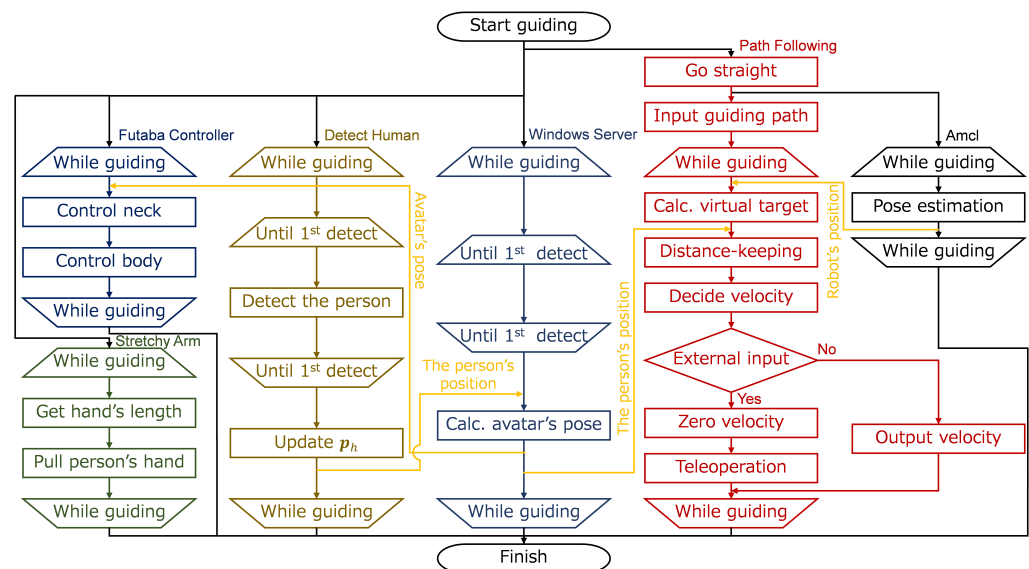 Start guiding
Path Following
Go straight
Input guiding path
Futaba Controller
Detect Human
Windows Server
Amcl
While guiding
While guiding
While guiding
While guiding
While guiding
Control neck
Control body
While guiding
Stretchy Arm
While guiding
Get hand's length
Pull person's hand
While guiding
Until 1st detect
Detect the person
Until 1st detect
Update ph
While guiding
Avatar's pose
The person's
position
Until 1st detect
Until 1st detect
Calc. avatar's pose
While guiding
The person's position
Calc. virtual target
Distance-keeping
Decide velocity
External input
No
Yes
Zero velocity
Teleoperation
While guiding
Output velocity
Robot's position
Pose estimation
While guiding
Finish